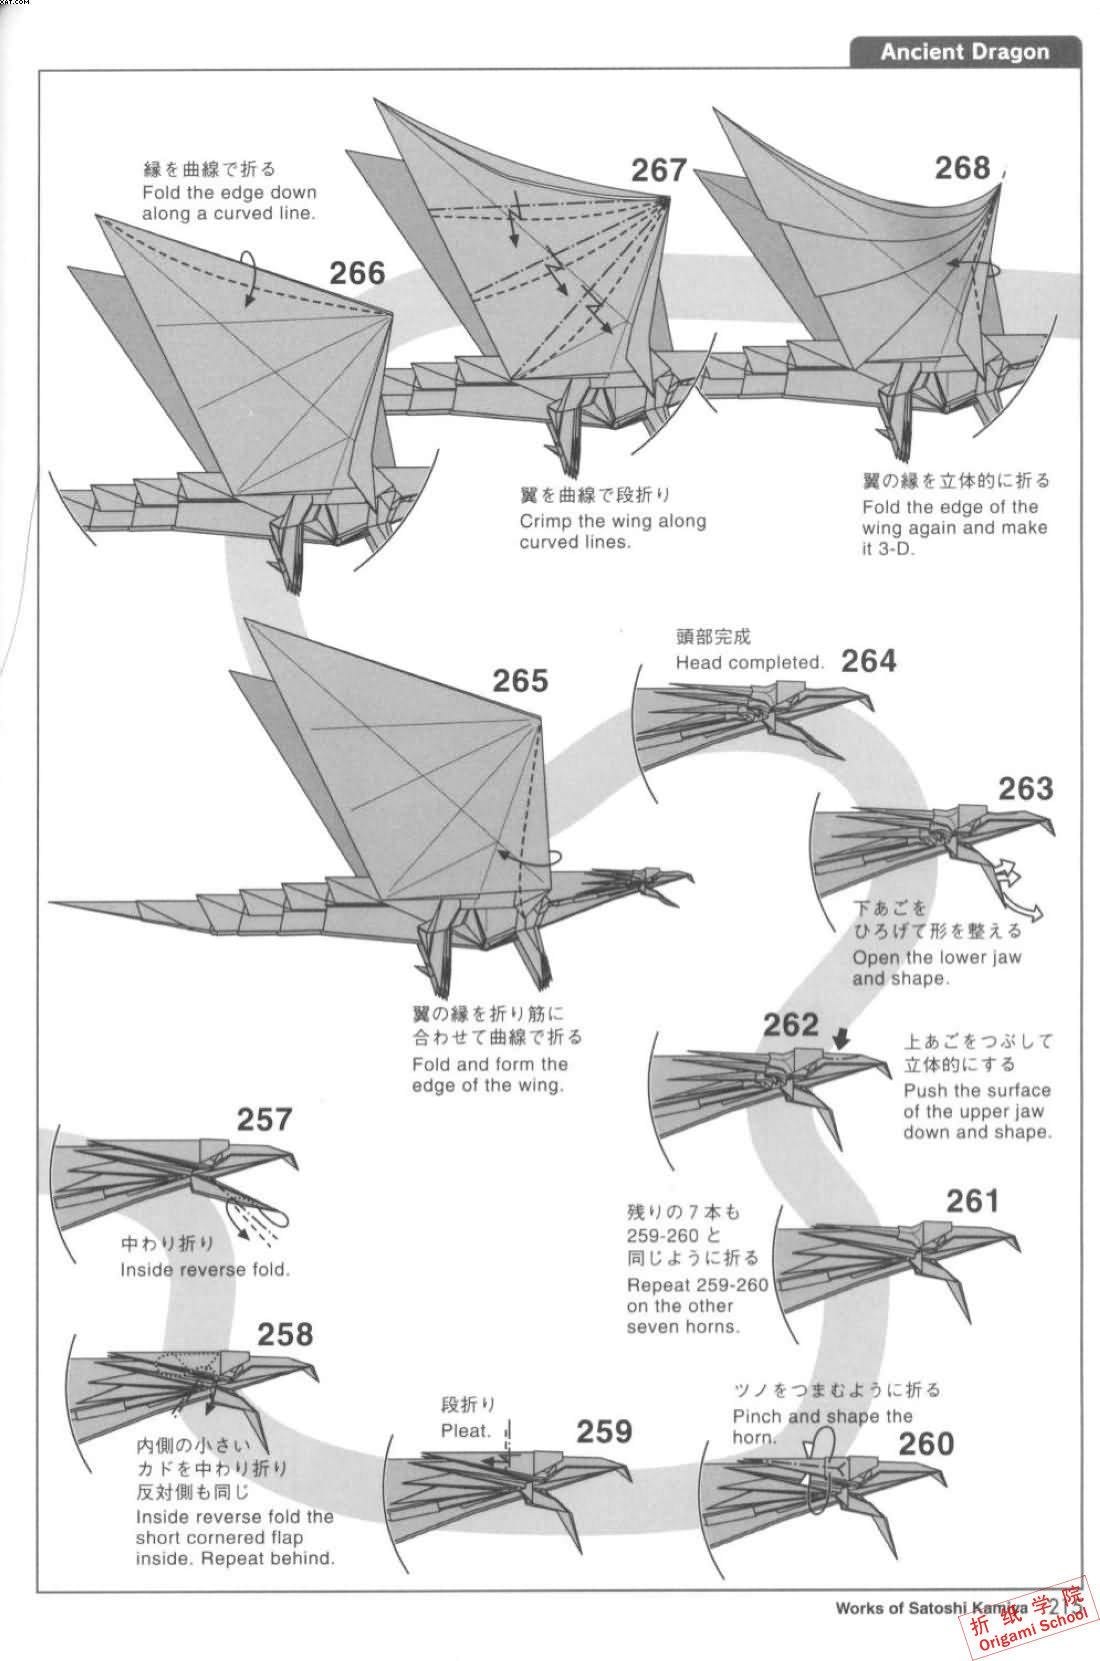 XAT.COM
Ancient Dragon
縁を曲線で折る
Fold the edge down
along a curved line.
266
267
翼を曲線で段折り
Crimp the wing along
curved lines.
268
翼の縁を立体的に折る
Fold the edge of the
wing again and make
it 3-D.
265
翼の縁を折り筋に
合わせて曲線で折る
Fold and form the
edge of the wing.
頭部完成
Head completed.
264
263
下あごを
ひろげて形を整える
Open the lower jaw
and shape.
262
上あごをつぶして
立体的にする
Push the surface
of the upper jaw
down and shape.
257
中わり折り
Inside reverse fold.
261
残りの7本も
259-260 と
同じように折る
Repeat 259-260
on the other
seven horns.
258
内側の小さい
カドを中わり折り
反対側も同じ
Inside reverse fold the
short cornered flap
inside. Repeat behind.
段折り
Pleat.
259
ツノをつまむように折る
Pinch and shape the
horn.
260
Works of Satoshi Kamiya
折纸学院
Origami School